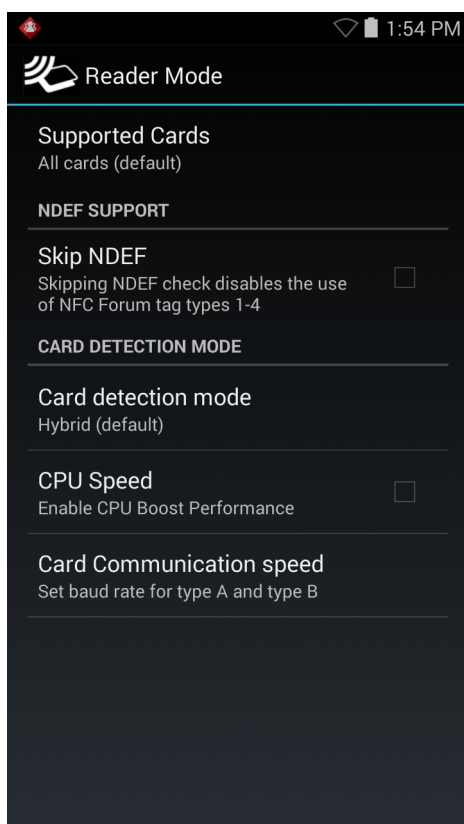 1:54 PM
Reader Mode
Supported Cards
All cards (default)
NDEF SUPPORT
Skip NDEF
Skipping NDEF check disables the use
of NFC Forum tag types 1-4
CARD DETECTION MODE
Card detection mode
Hybrid (default)
CPU Speed
Enable CPU Boost Performance
Card Communication speed
Set baud rate for type A and type B